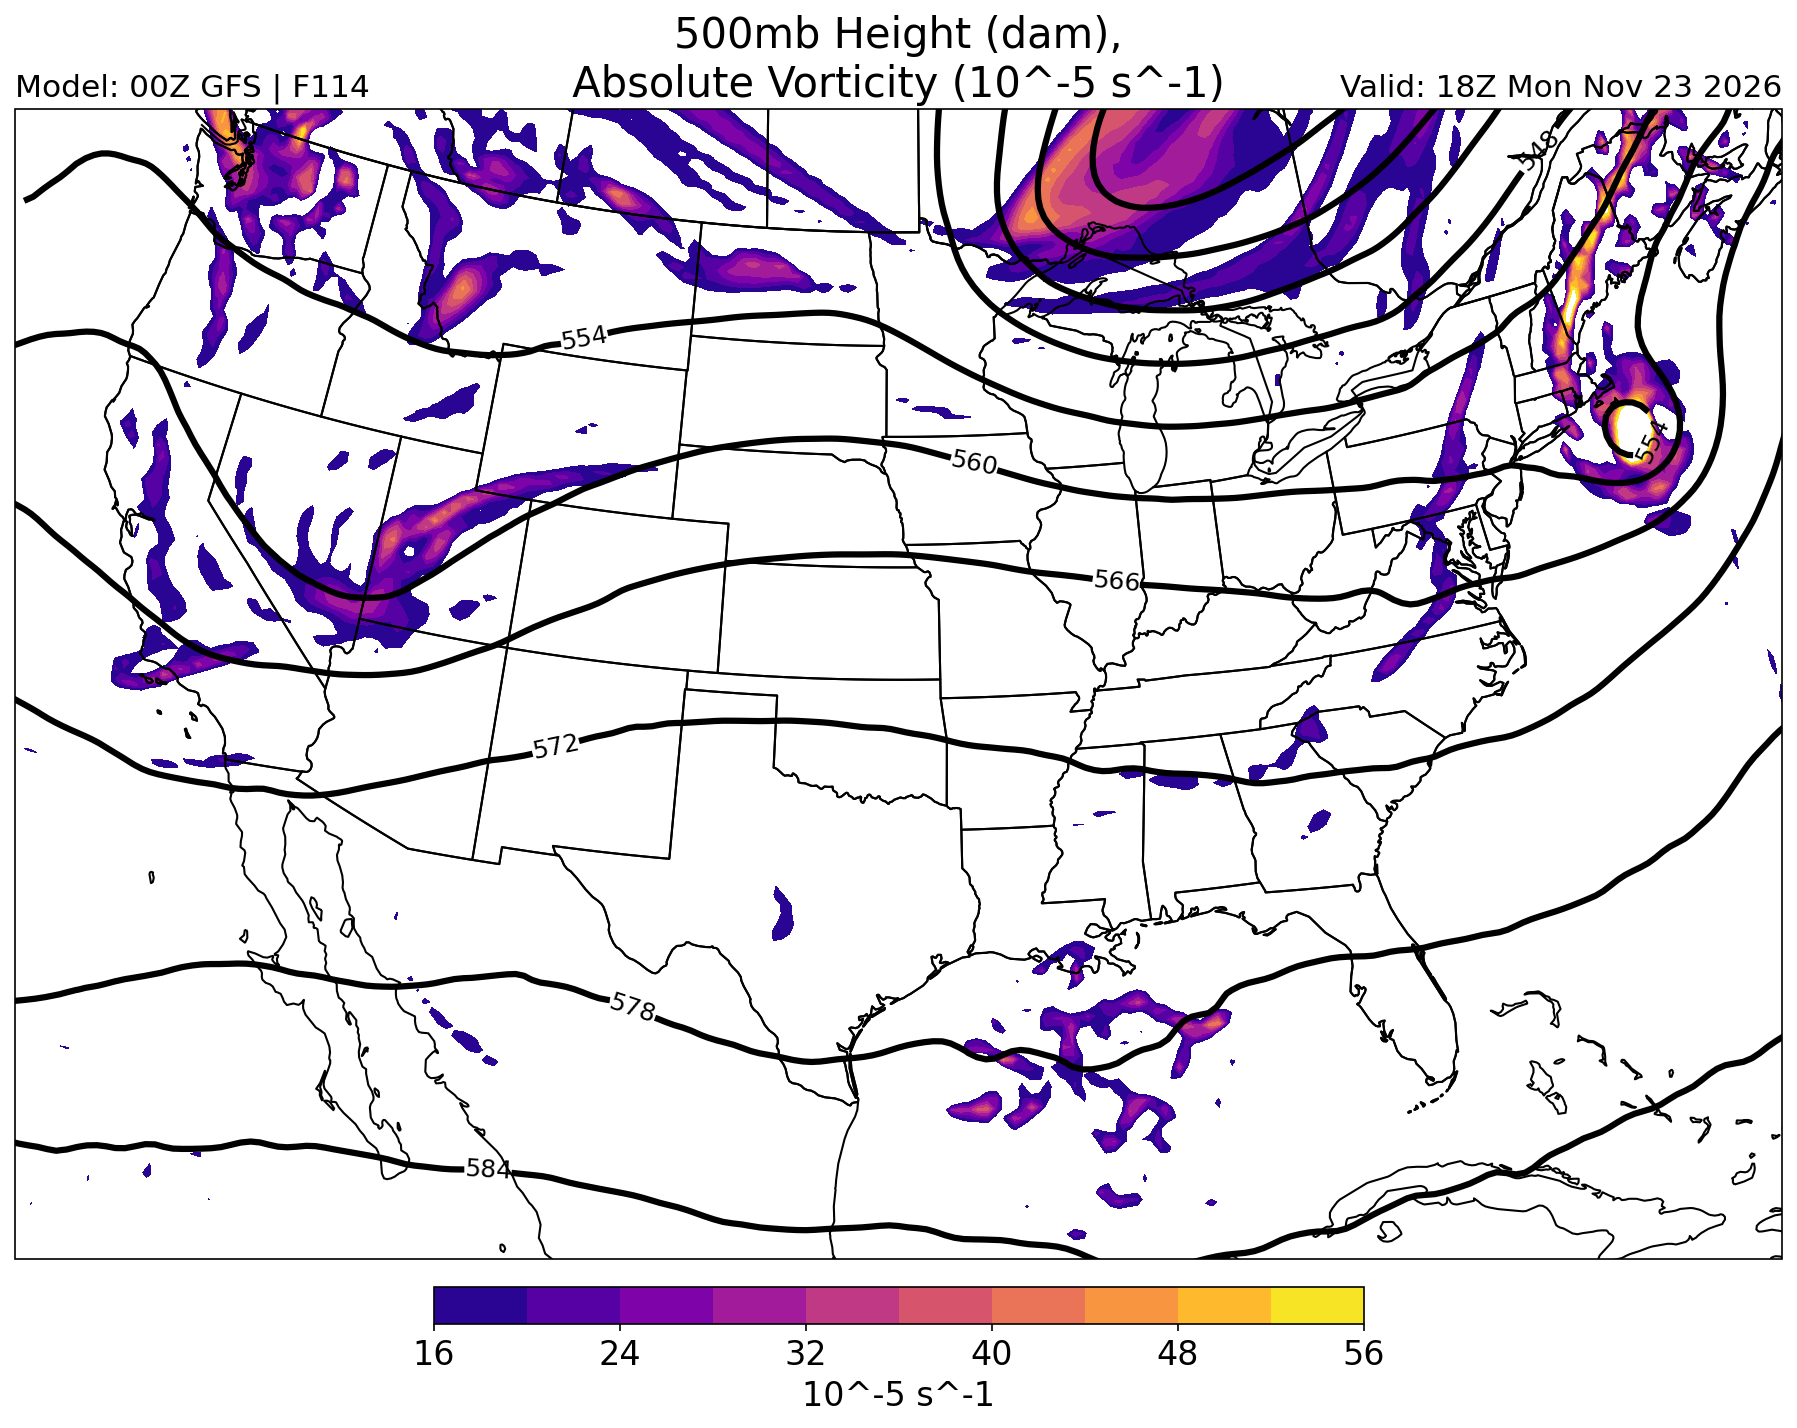 500mb Height (dam),
Model: 00Z GFS | F114
Absolute Vorticity (10^-5 s^-1)
Valid: 18Z Mon Nov 23 2026
548
554
554
560
566
572
578
584
16
24
32
40
48
56
10^-5 s^-1